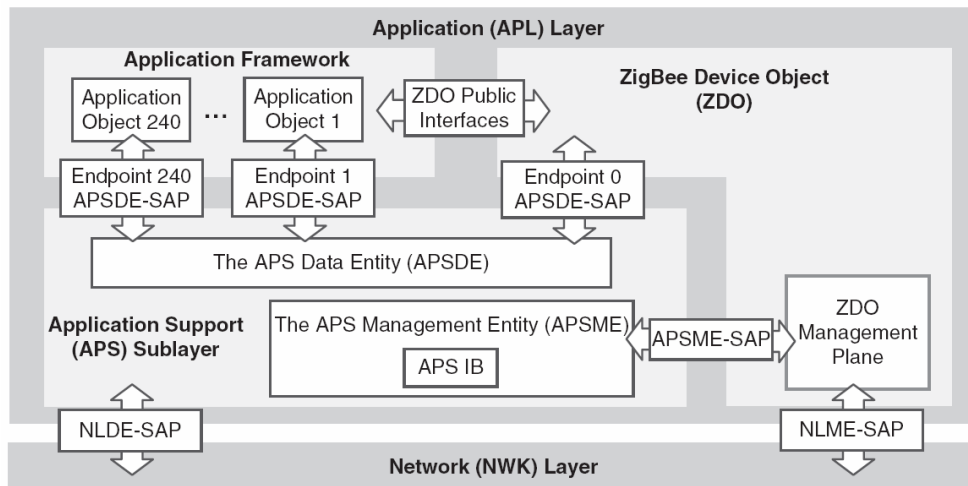 Application (APL) Layer
Application Framework
ZigBee Device Object
(ZDO)
Application
Object 240
...
Application
Object 1
ZDO Public
Interfaces
Endpoint 240
APSDE-SAP
Endpoint 1
APSDE-SAP
Endpoint 0
APSDE-SAP
The APS Data Entity (APSDE)
Application Support
(APS) Sublayer
The APS Management Entity (APSME)
APS IB
APSME-SAP
ZDO
Management
Plane
NLDE-SAP
NLME-SAP
Network (NWK) Layer